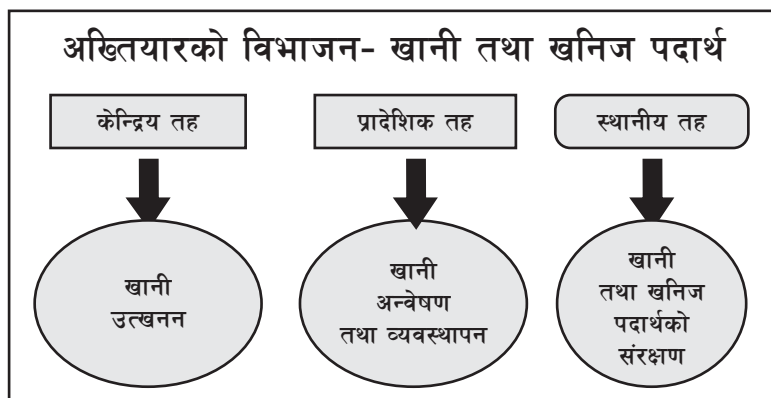 अख्तियारको विभाजन- खानी तथा खनिज पदार्थ
केन्द्रिय तह
प्रादेशिक तह
स्थानीय तह
खानी
उत्खनन
खानी
अन्वेषण
तथा व्यवस्थापन
खानी
तथा खनिज
पदार्थको
संरक्षण